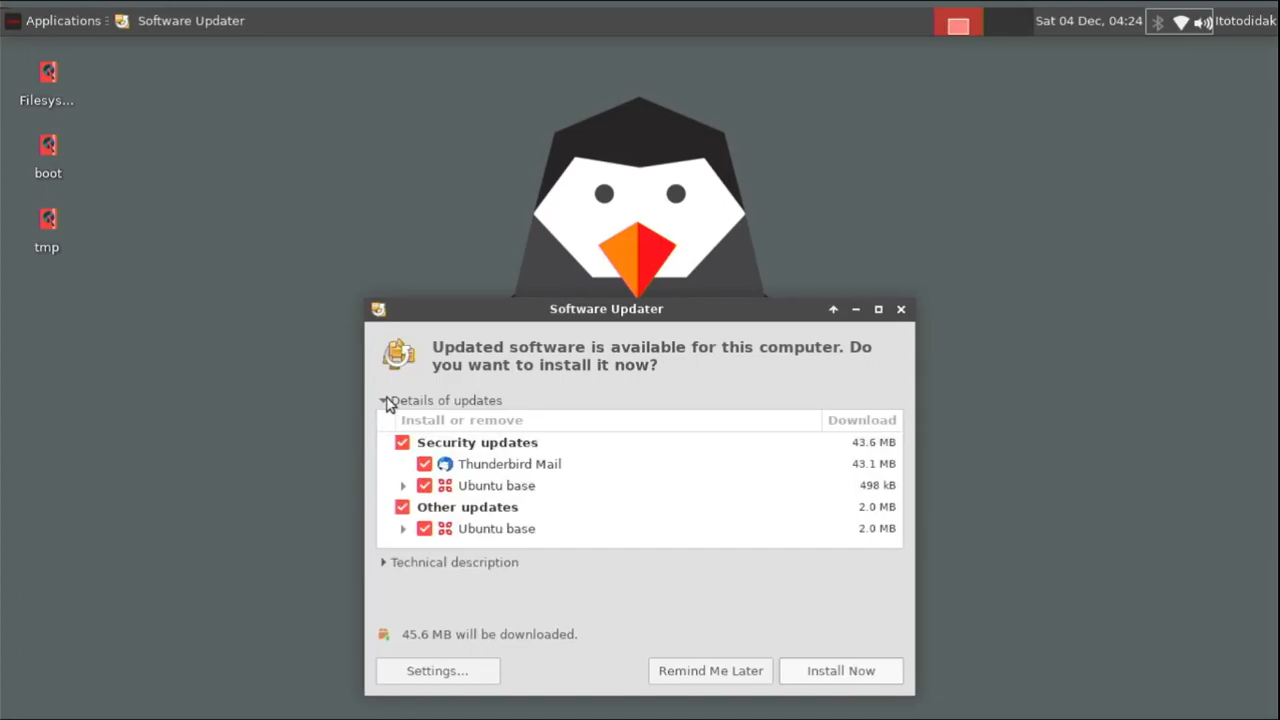 Applications
Software Updater
Sat 04 Dec, 04:24
Itotodidak
Filesys...
boot
tmp
Software Updater
Updated software is available for this computer. Do
you want to install it now?
Details of updates
Install or remove
Download
Security updates
43.6 MB
Thunderbird Mail
43.1 MB
Ubuntu base
498 kB
Other updates
2.0 MB
Ubuntu base
2.0 MB
Technical description
45.6 MB will be downloaded.
Settings...
Remind Me Later
Install Now